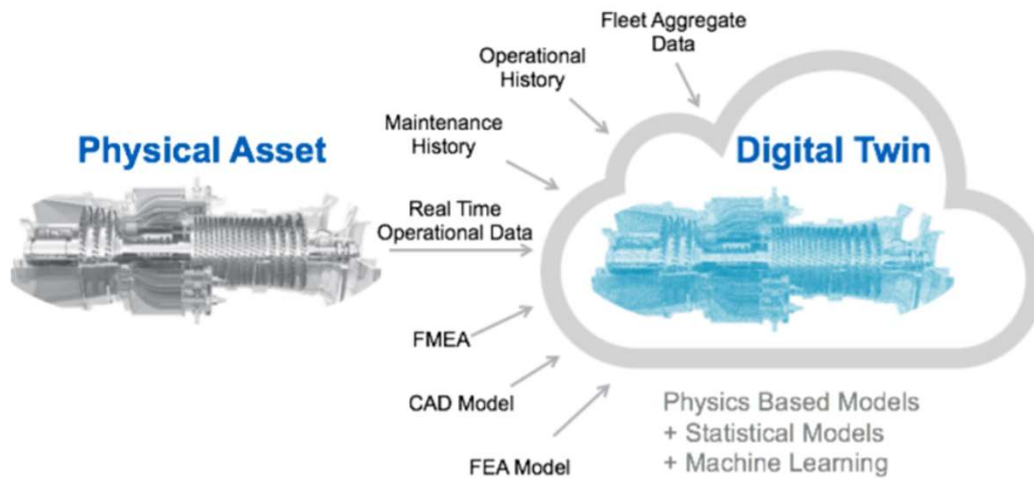 Fleet Aggregate
Data
Operational
History
Maintenance
History
Physical Asset
Digital Twin
Real Time
Operational Data
FMEA
CAD Model
FEA Model
Physics Based Models
+ Statistical Models
+ Machine Learning